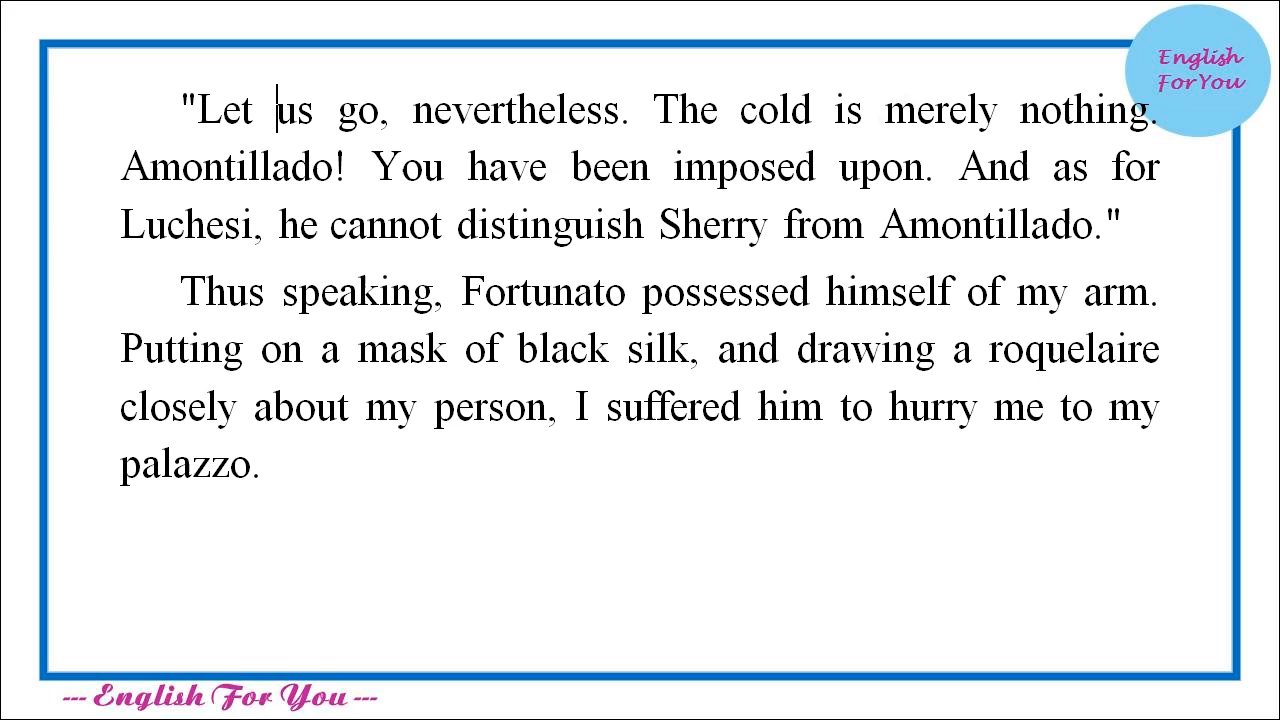 English
ForYou
"Let us go, nevertheless. The cold is merely nothing.
Amontillado! You have been imposed upon. And as for
Luchesi, he cannot distinguish Sherry from Amontillado."
Thus speaking, Fortunato possessed himself of my arm.
Putting on a mask of black silk, and drawing a roquelaire
closely about my person, I suffered him to hurry me to my
palazzo.
--- English For You ---